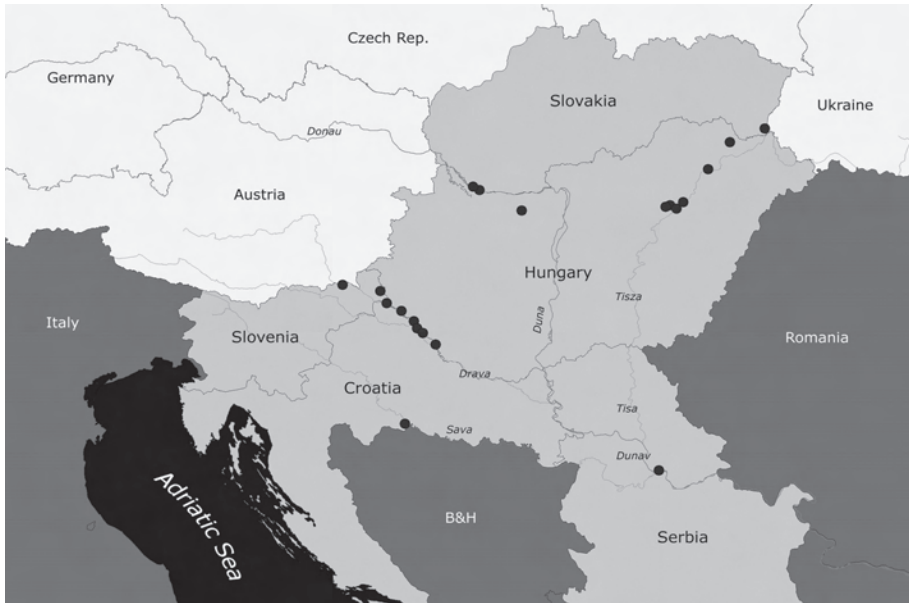 Czech Rep.
Germany
Slovakia
Ukraine
Donau
Austria
Hungary
Tisza
Duna
Italy
Slovenia
Romania
Drava
Croatia
Tisa
Sava
Dunav
Adriatic Sea
B&H
Serbia